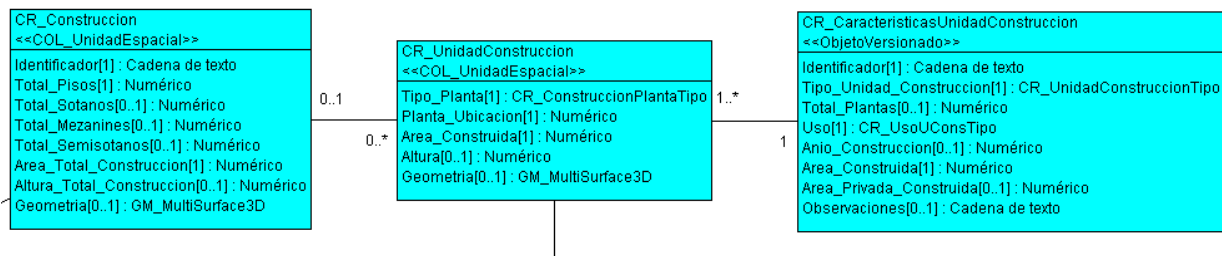 CR_Construccion
<<COL_UnidadEspacial>>
Identificador[1] : Cadena de texto
Total_Pisos[1] : Numérico
Total_Sotanos[0..1] : Numérico
Total_Mezanines[0..1] : Numérico
Total_Semisotanos[0..1] : Numérico
Area_Total_Construccion[1] : Numérico
Altura_Total_Construccion[0..1] : Numérico
Geometria[0..1] : GM_MultiSurface3D
0..1
0..*
CR_UnidadConstruccion
<<COL_UnidadEspacial>>
Tipo_Planta[1] : CR_ConstruccionPlantaTipo
Planta_Ubicacion[1] : Numérico
Area_Construida[1] : Numérico
Altura[0..1] : Numérico
Geometria[0..1] : GM_MultiSurface3D
1..*
1
CR_CaracteristicasUnidadConstruccion
<<ObjetoVersionado>>
Identificador[1] : Cadena de texto
Tipo_Unidad_Construccion[1] : CR_UnidadConstruccionTipo
Total_Plantas[0..1] : Numérico
Uso[1] : CR_UsoUConsTipo
Anio_Construccion[0..1] : Numérico
Area_Construida[1] : Numérico
Area_Privada_Construida[0..1] : Numérico
Observaciones[0..1] : Cadena de texto